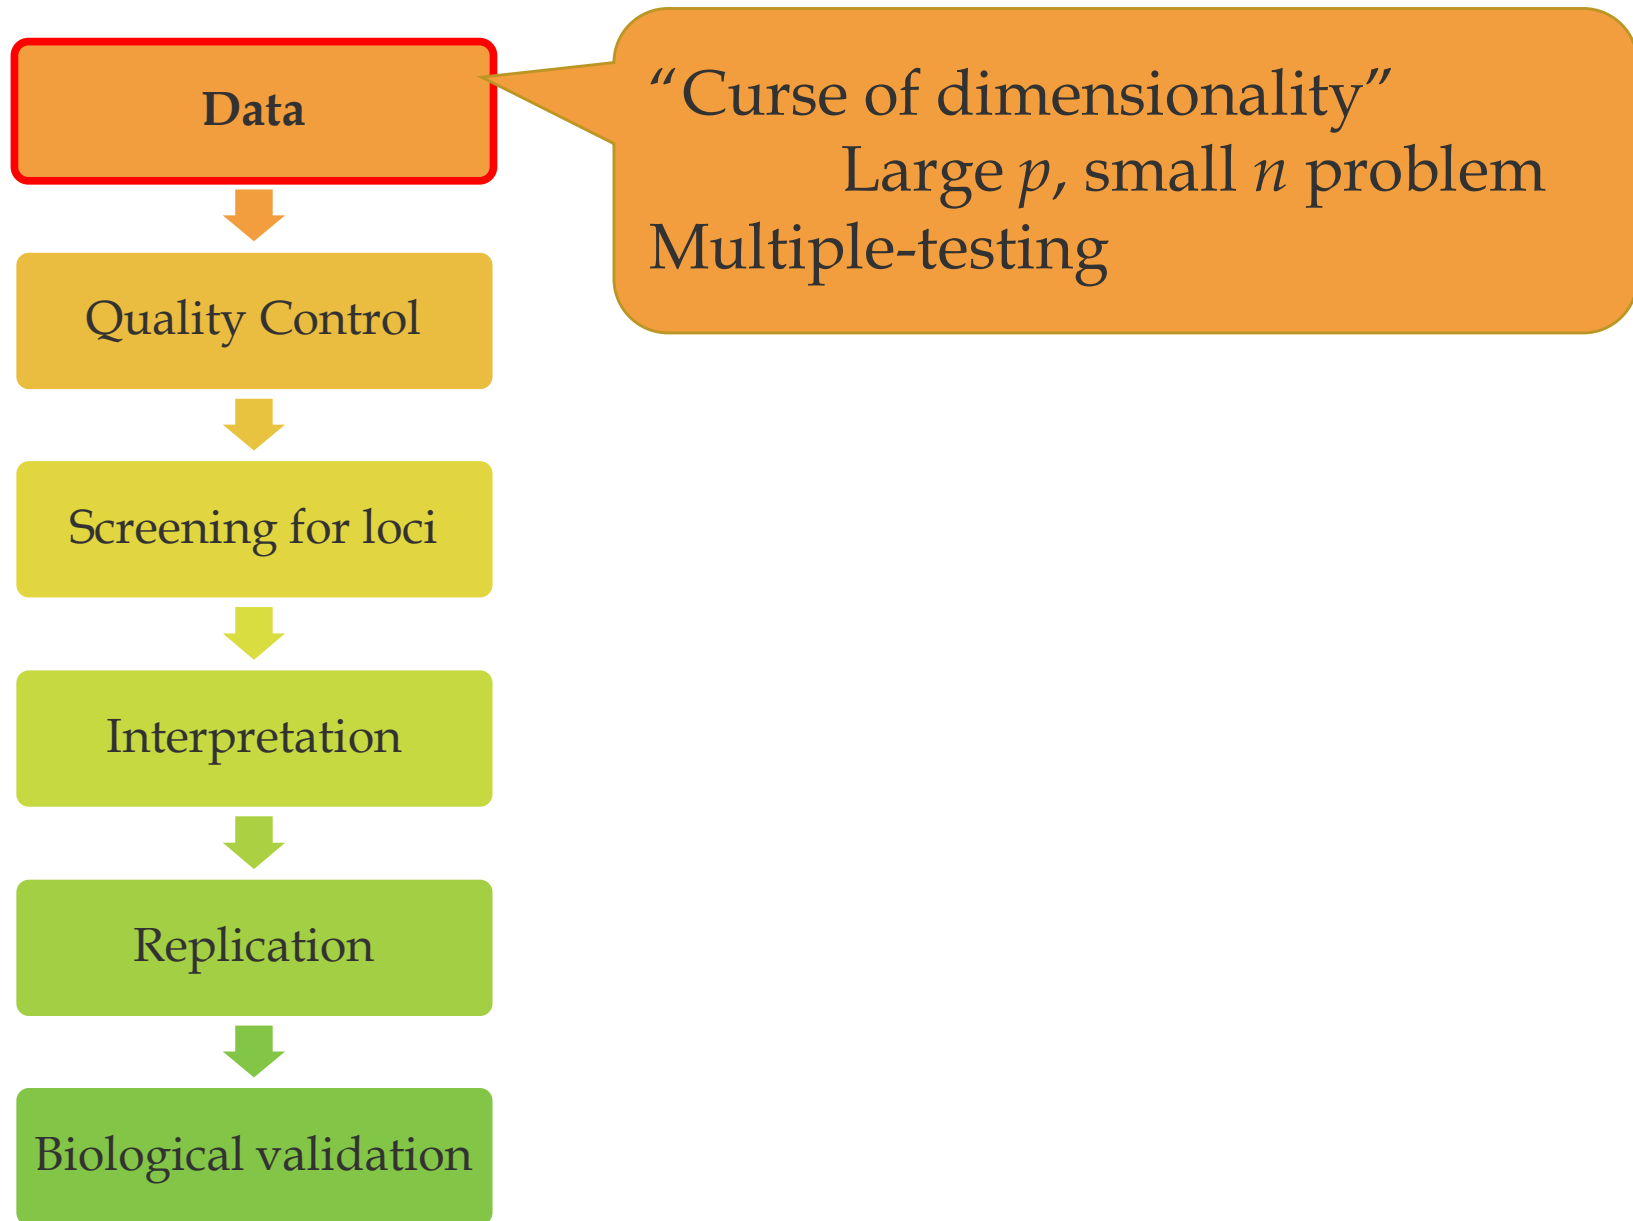 Data
“Curse of dimensionality”
Large p, small n problem
Multiple-testing
Quality Control
Screening for loci
Interpretation
Replication
Biological validation